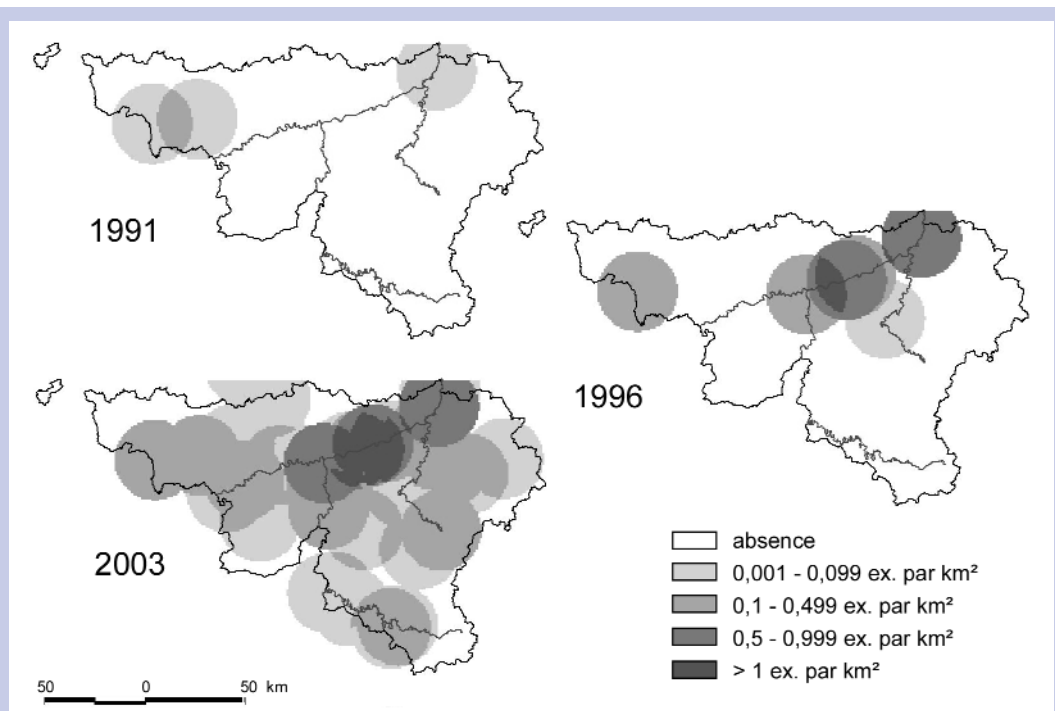 1991
1996
2003
absence
0,001 - 0,099 ex. par km²
0,1 - 0,499 ex. par km²
0,5 - 0,999 ex. par km²
> 1 ex. par km²
50 0 50 km